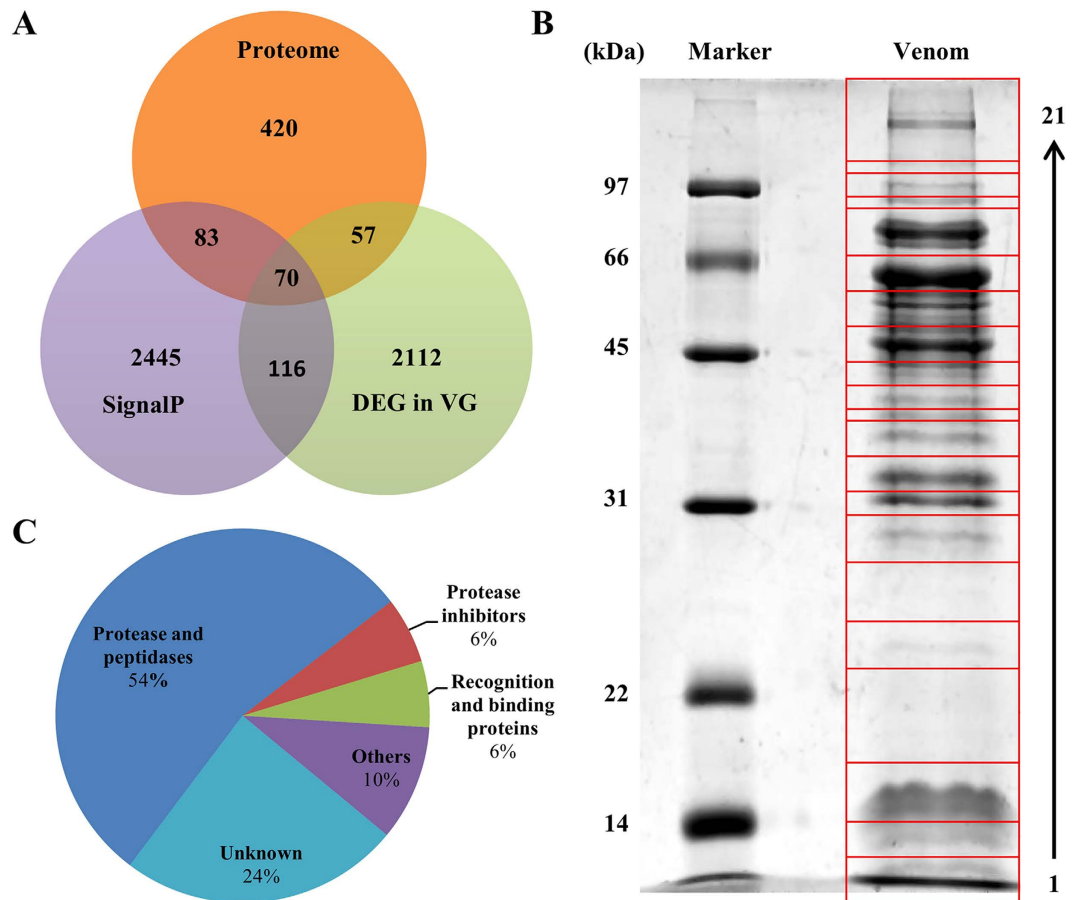 A
Proteome
420
83
57
70
2445
116
2112
SignalP
DEG in VG
B
(kDa)
Marker
Venom
21
97
66
45
31
22
14
1
C
Protease and
peptidases
54%
Protease
inhibitors
6%
Recognition
and binding
proteins
6%
Others
10%
Unknown
24%